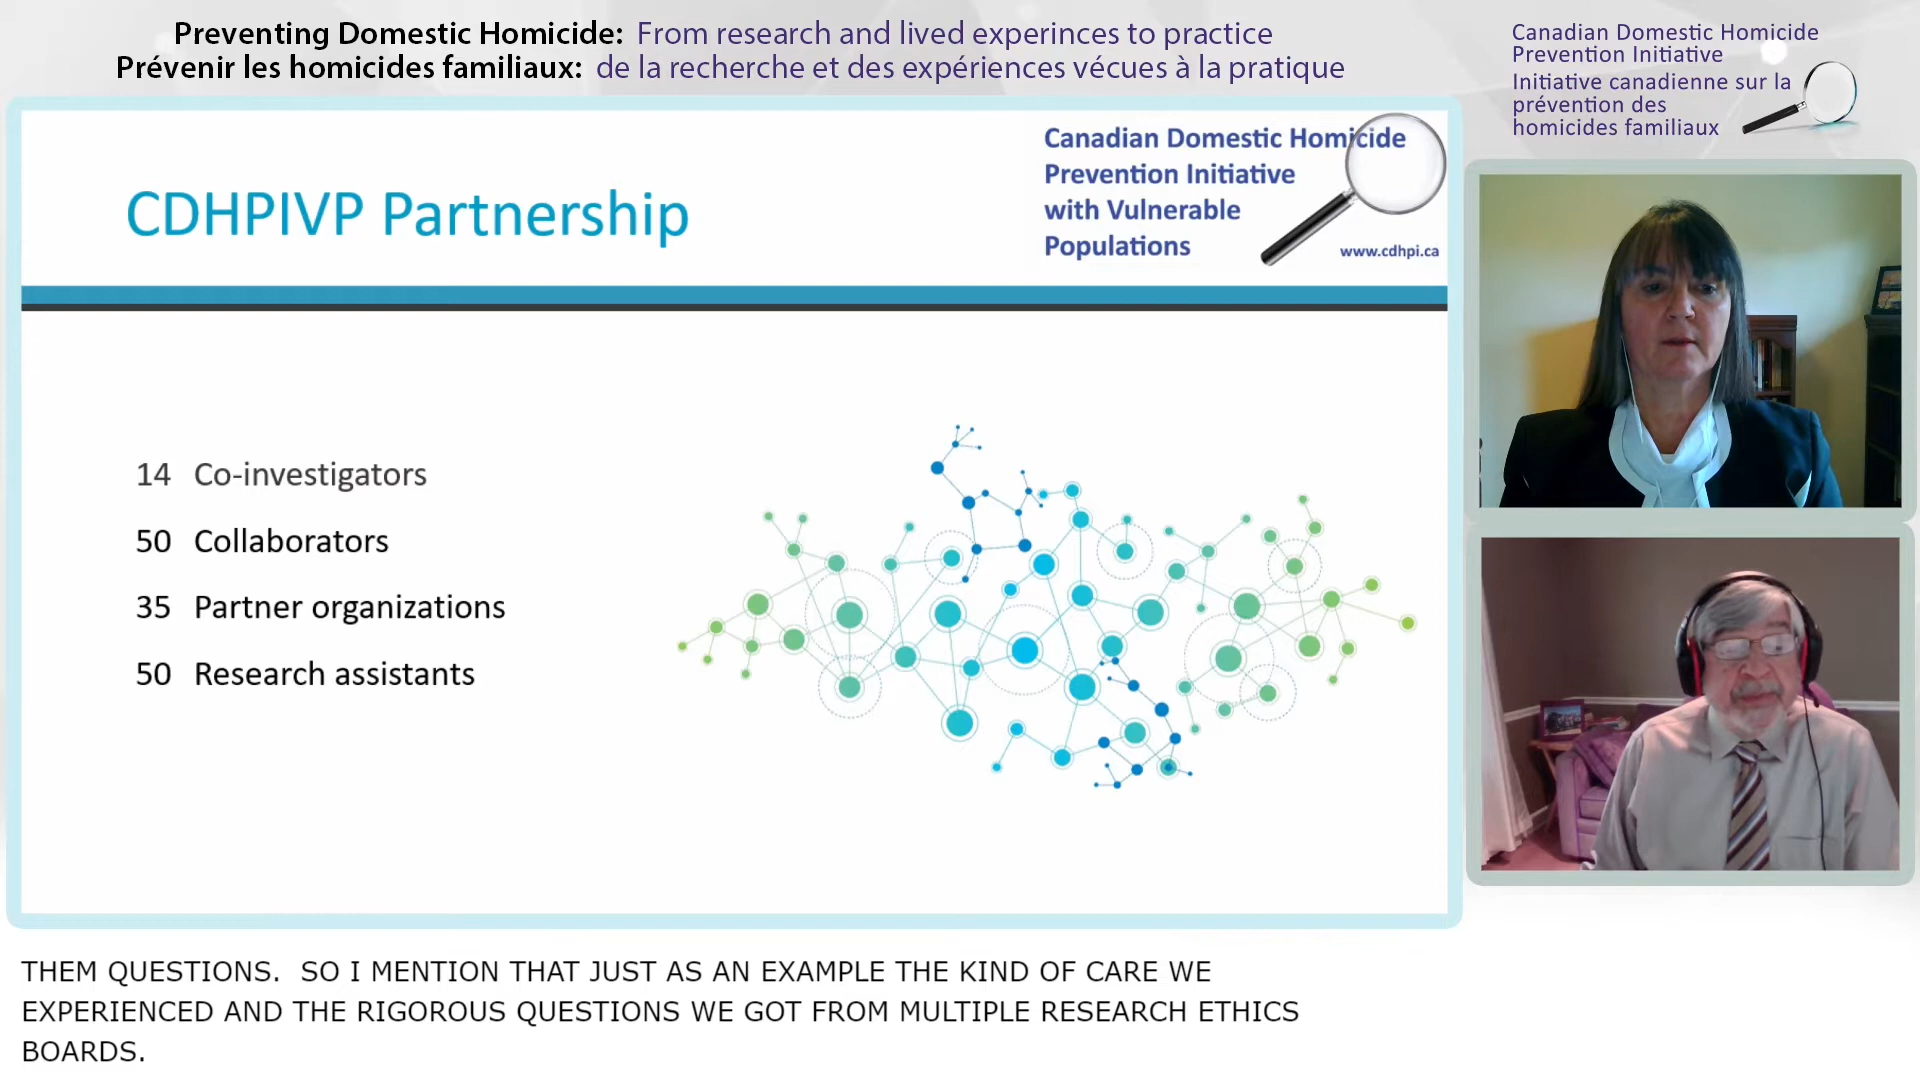 Preventing Domestic Homicide: From research and lived experinces to practice
Prévenir les homicides familiaux: de la recherche et des expériences vécues à la pratique
Canadian Domestic Homicide
Prevention Initiative
Initiative canadienne sur la
prévention des
homicides familiaux
CDHPIVP Partnership
Canadian Domestic Homicide
Prevention Initiative
with Vulnerable
Populations
www.cdhpi.ca
14 Co-investigators
50 Collaborators
35 Partner organizations
50 Research assistants
THEM QUESTIONS. SO I MENTION THAT JUST AS AN EXAMPLE THE KIND OF CARE WE
EXPERIENCED AND THE RIGOROUS QUESTIONS WE GOT FROM MULTIPLE RESEARCH ETHICS
BOARDS.